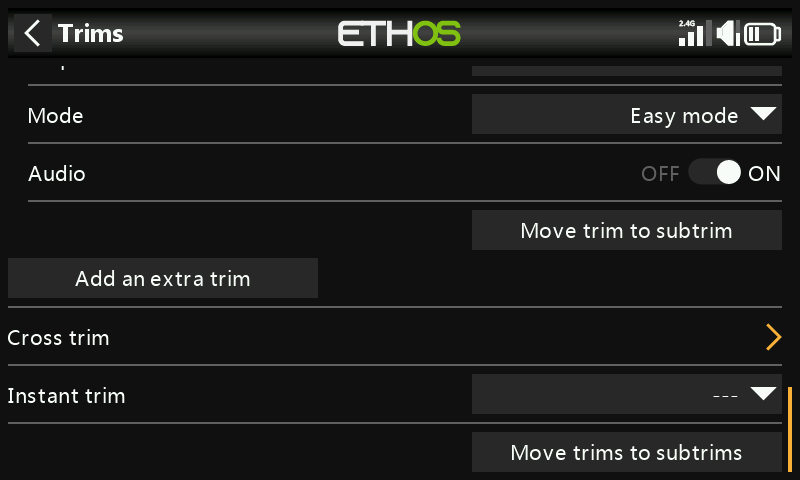 Trims
ETHOS
2.4G
Mode
Easy mode
Audio
OFF
ON
Move trim to subtrim
Add an extra trim
Cross trim
Instant trim
---
Move trims to subtrims